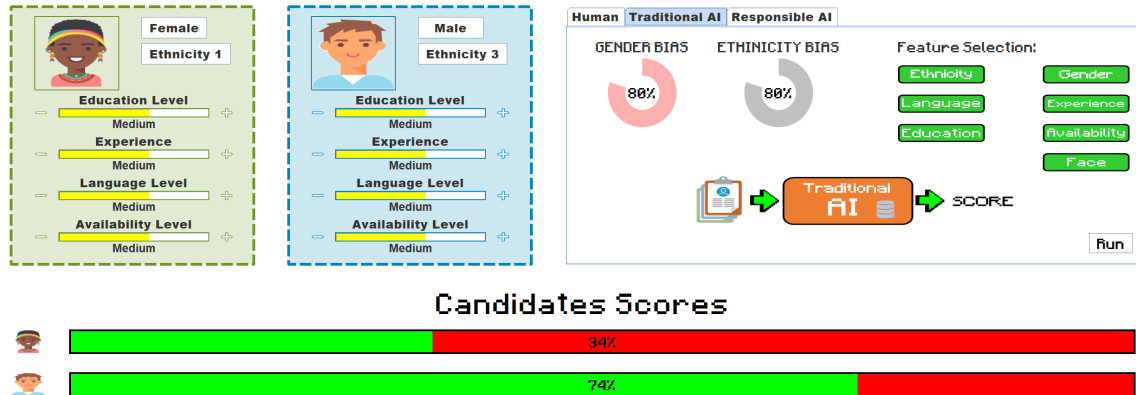 Female
Ethnicity 1
Education Level
Medium
Experience
Medium
Language Level
Medium
Availability Level
Medium
Male
Ethnicity 3
Education Level
Medium
Experience
Medium
Language Level
Medium
Availability Level
Medium
Human Traditional AI Responsible AI
GENDER BIAS ETHINICITY BIAS
80% 80%
Feature Selection:
Ethnicity Gender
Language Experience
Education Availability
Face
Traditional
AI
SCORE
Run
Candidates Scores
34%
74%